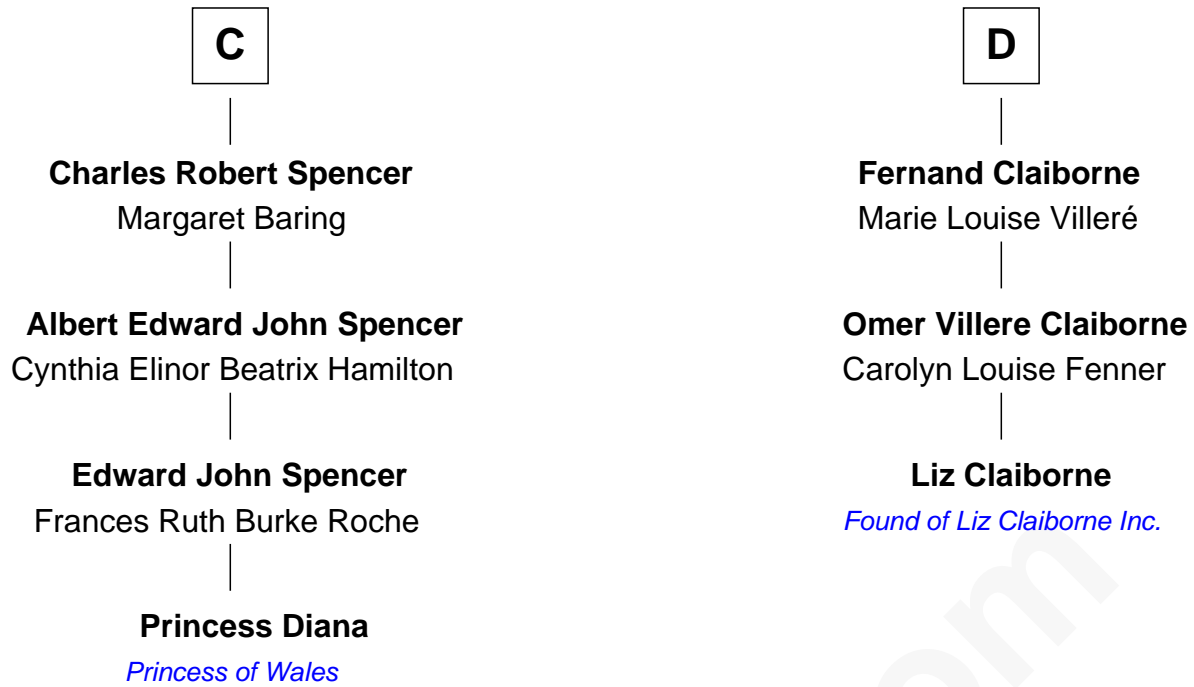 C
Charles Robert Spencer
Margaret Baring
Albert Edward John Spencer
Cynthia Elinor Beatrix Hamilton
Edward John Spencer
Frances Ruth Burke Roche
Princess Diana
Princess of Wales
D
Fernand Claiborne
Marie Louise Villeré
Omer Villere Claiborne
Carolyn Louise Fenner
Liz Claiborne
Found of Liz Claiborne Inc.
om